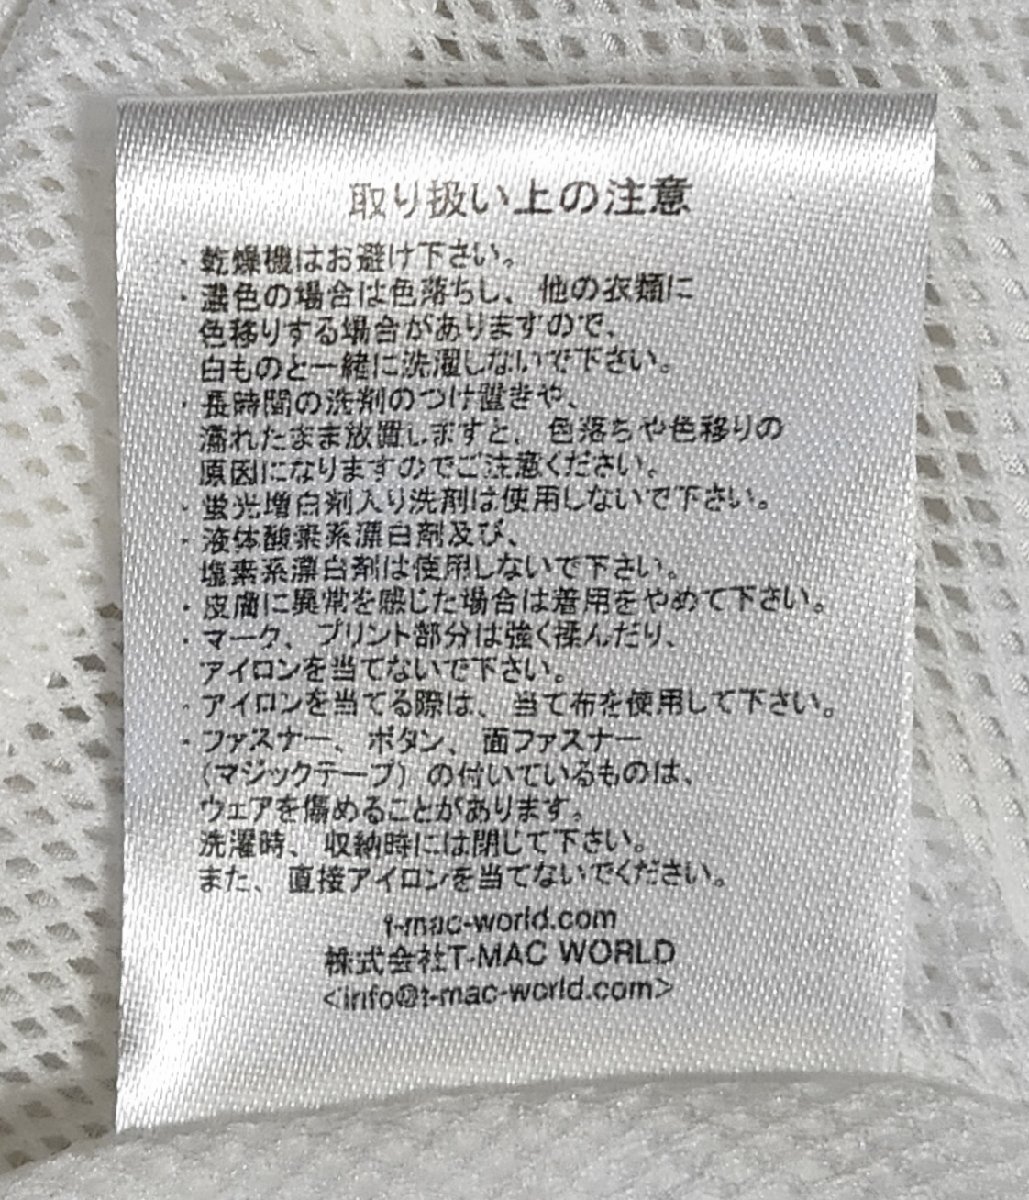 取り扱い上の注意
・乾燥機はお避け下さい。
・濃色の場合は色落ちし、他の衣類に
色移りする場合がありますので、
白ものと一緒に洗濯しないで下さい。
・長時間の洗剤のつけ置きや、
濡れたまま放置しますと、色落ちや色移りの
原因になりますのでご注意ください。
・蛍光増白剤入り洗剤は使用しないで下さい。
・液体酸素系漂白剤及び、
塩素系漂白剤は使用しないで下さい。
・皮膚に異常を感じた場合は着用をやめて下さい。
・マーク、プリント部分は強く揉んだり、
アイロンを当てないで下さい。
・アイロンを当てる際は、当て布を使用して下さい。
・ファスナー、ボタン、面ファスナー
(マジックテープ)の付いているものは、
ウェアを傷めることがあります。
洗濯時、収納時には閉じて下さい。
また、直接アイロンを当てないでください。
t-mac-world.com
株式会社T-MAC WORLD
<info@t-mac-world.com>